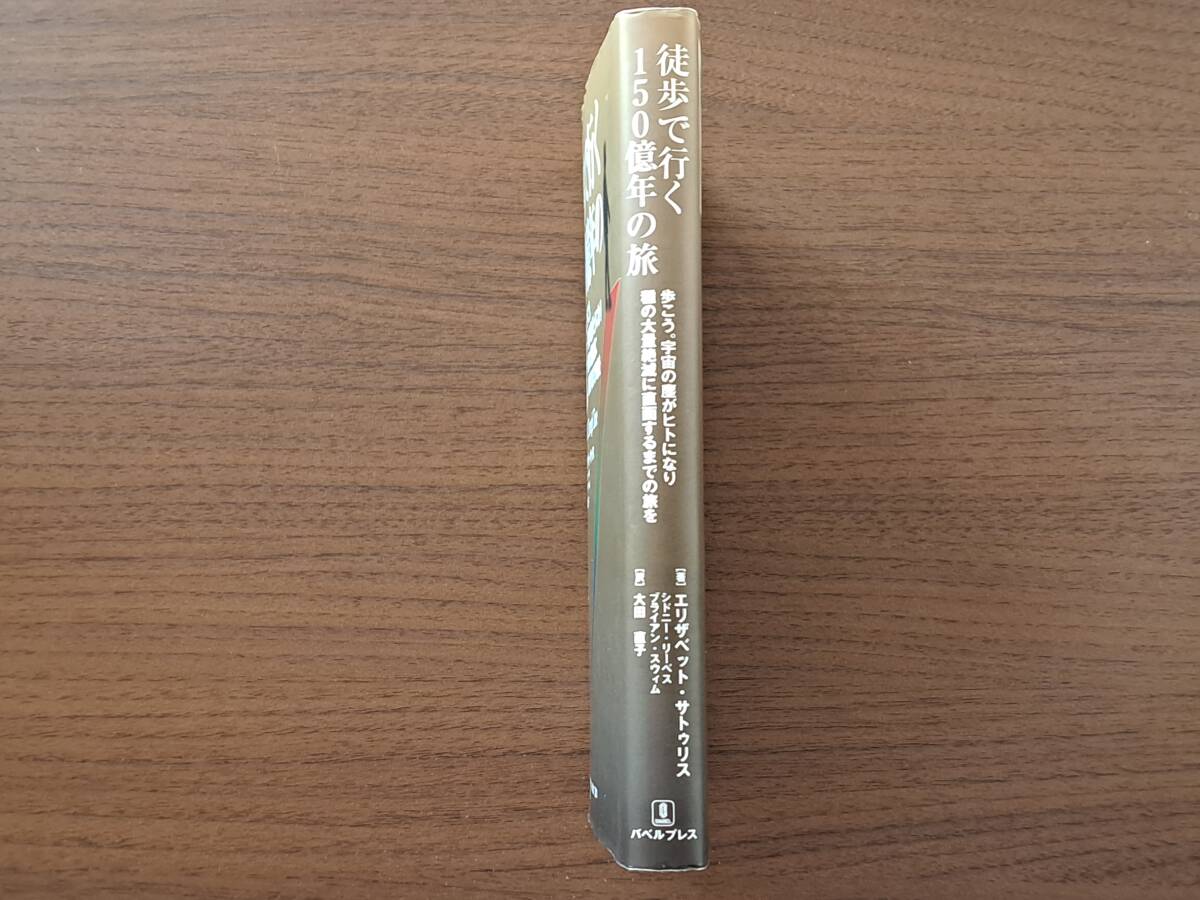 徒歩で行く
150億年の旅
歩こう。宇宙の塵がヒトになり
種の大量絶滅に直面するまでの旅を
[著] エリザベット・サトゥリス
シドニー・リーベス
ブライアン・スウィム
[訳] 大田 直子
バベルプレス